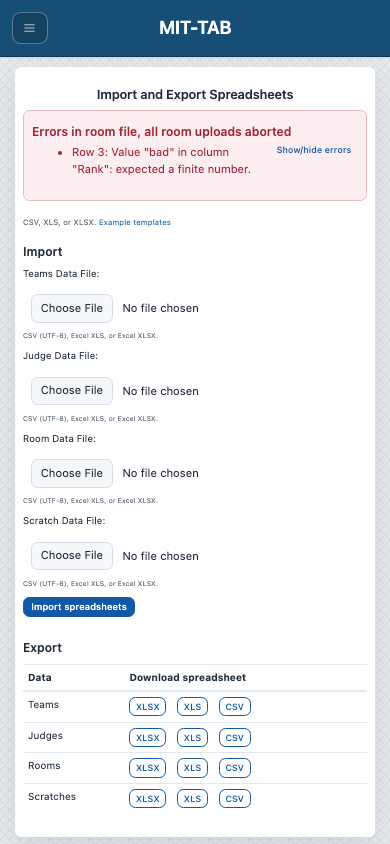 MIT-TAB
Import and Export Spreadsheets
Errors in room file, all room uploads aborted
Show/hide errors
Row 3: Value "bad" in column
"Rank": expected a finite number.
CSV, XLS, or XLSX. Example templates
Import
Teams Data File:
Choose File No file chosen
CSV (UTF-8), Excel XLS, or Excel XLSX.
Judge Data File:
Choose File No file chosen
CSV (UTF-8), Excel XLS, or Excel XLSX.
Room Data File:
Choose File No file chosen
CSV (UTF-8), Excel XLS, or Excel XLSX.
Scratch Data File:
Choose File No file chosen
CSV (UTF-8), Excel XLS, or Excel XLSX.
Import spreadsheets
Export
Data Download spreadsheet
Teams XLSX XLS CSV
Judges XLSX XLS CSV
Rooms XLSX XLS CSV
Scratches XLSX XLS CSV